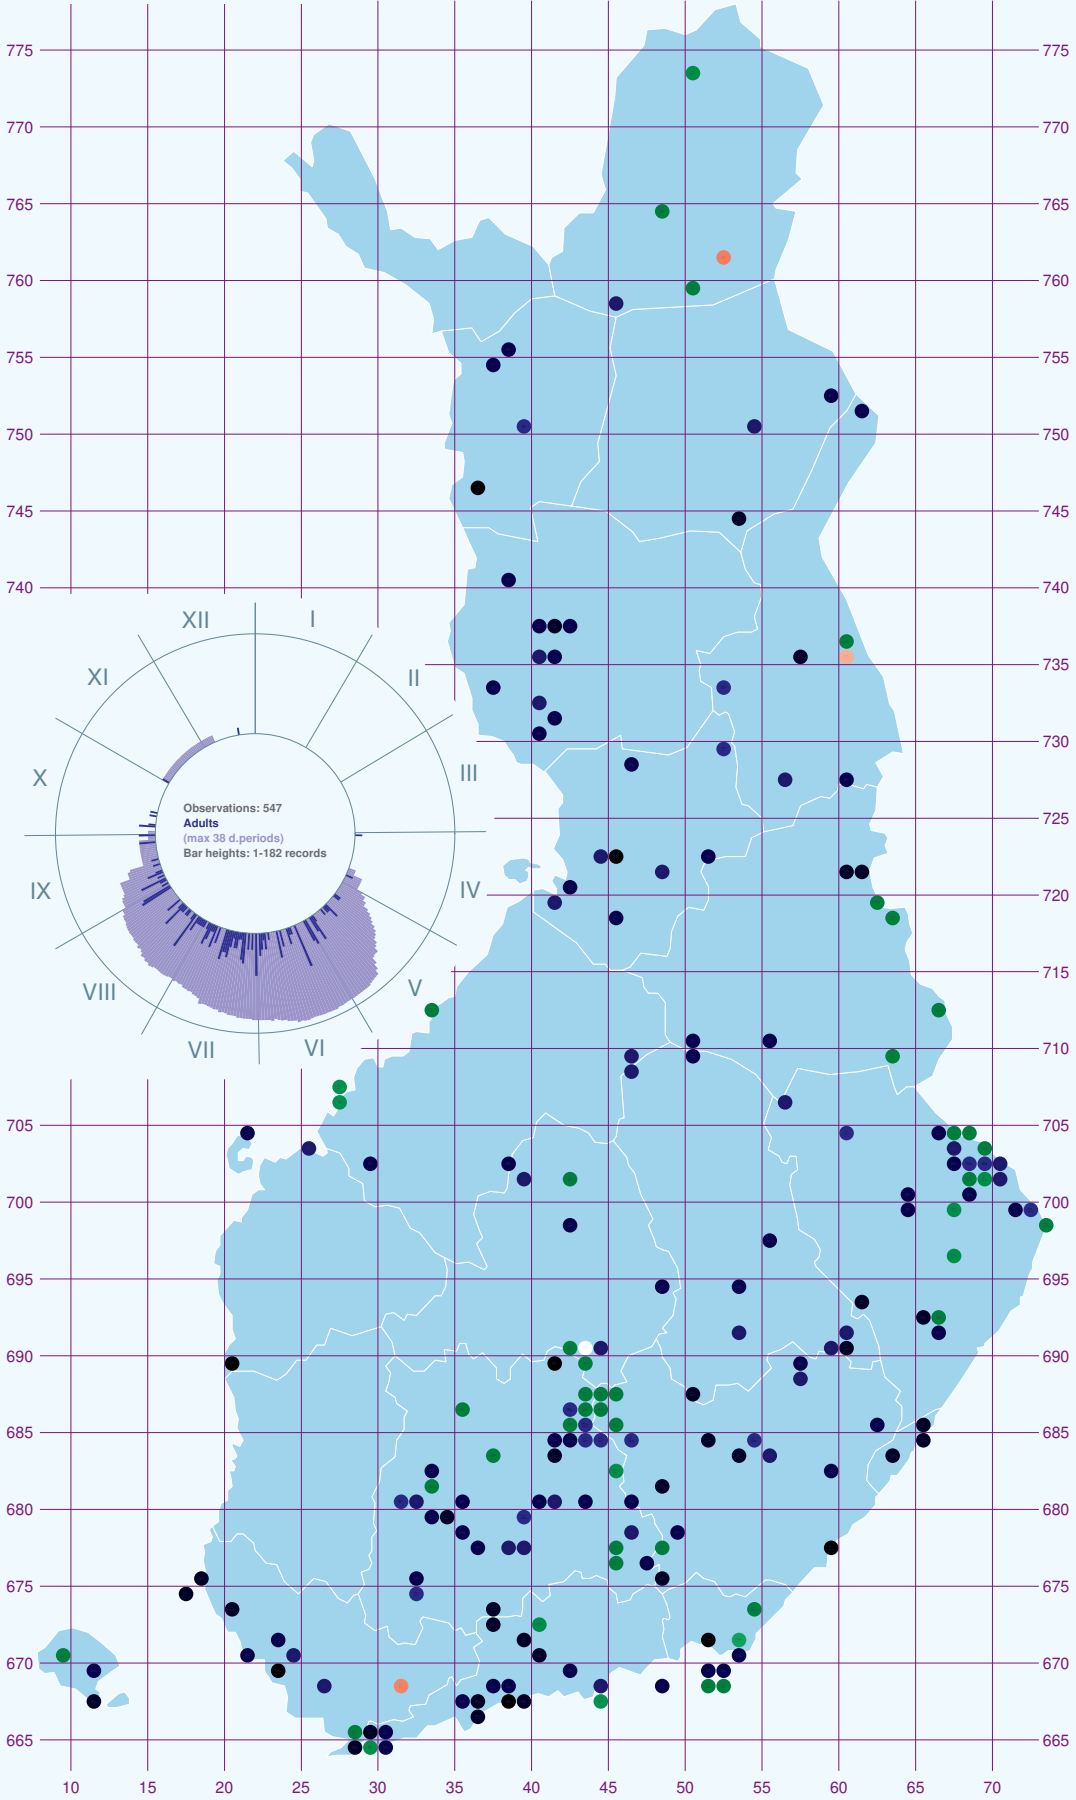 775 775
770 770
765 765
760 760
755 755
750 750
745 745
740 740
XII I
XI II
735 735
730 730
X III
Observations: 547
Adults
(max 38 d.periods)
Bar heights: 1-182 records
725 725
IX IV
720 720
715 715
VIII V
VII VI
710 710
705 705
700 700
695 695
690 690
685 685
680 680
675 675
670 670
665 665
10 15 20 25 30 35 40 45 50 55 60 65 70